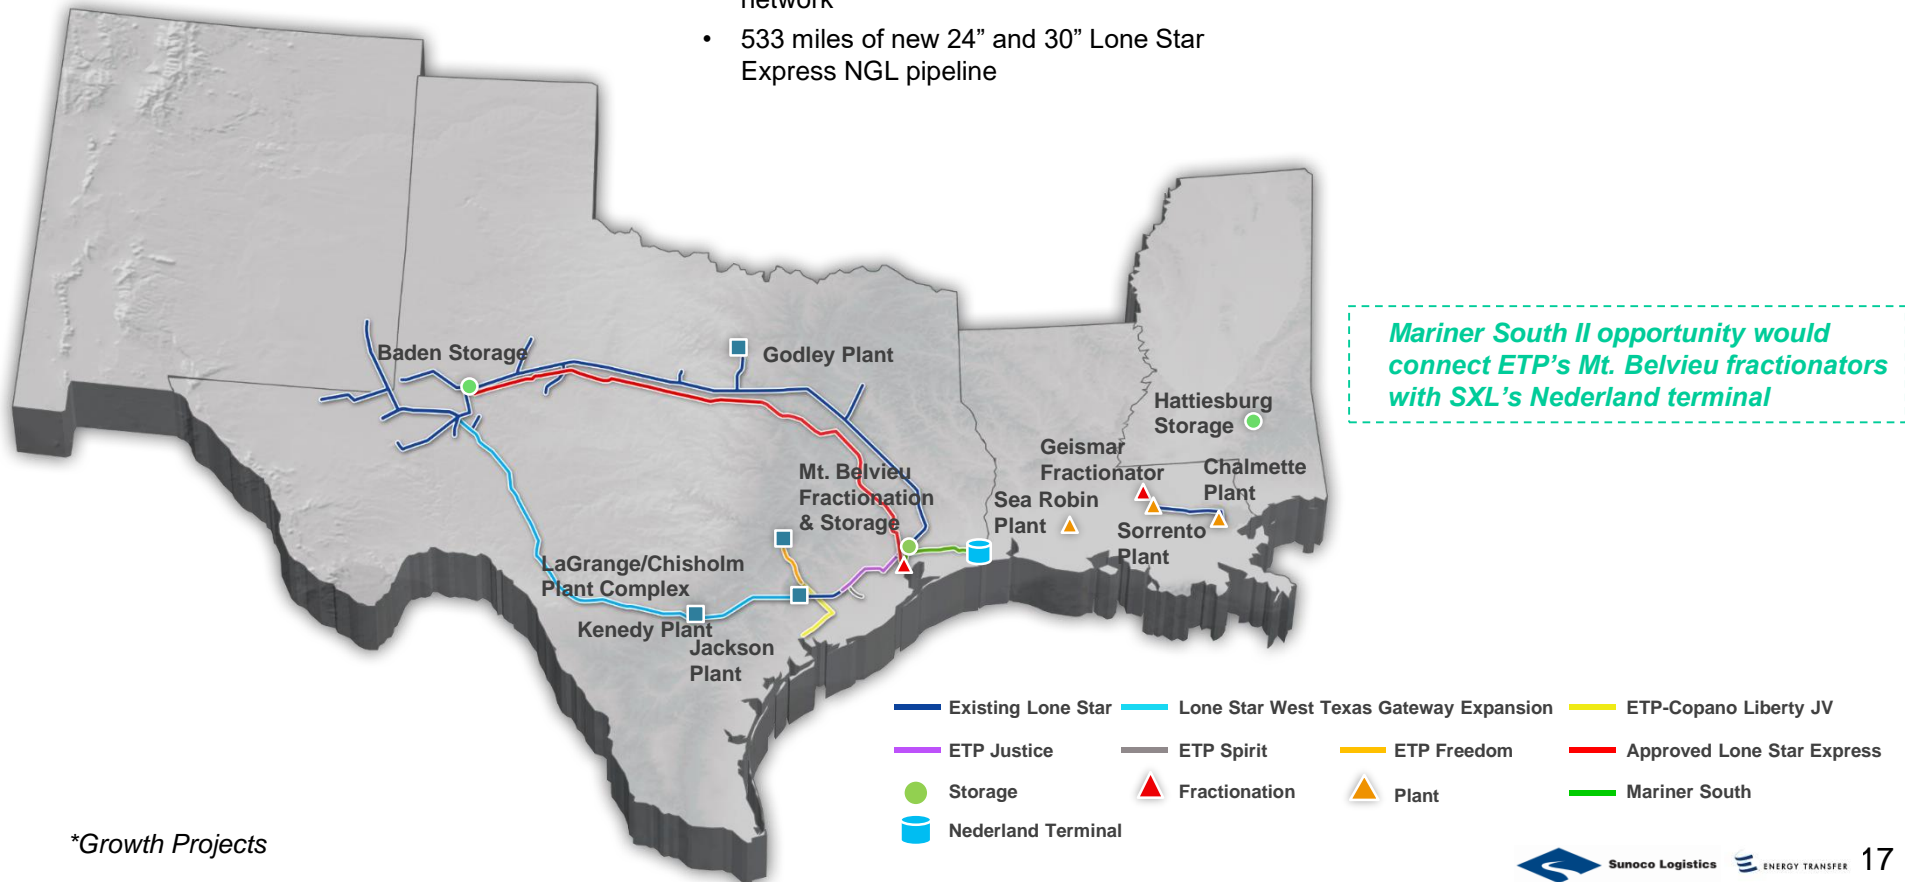 network
• 533 miles of new 24” and 30” Lone Star
Express NGL pipeline
Baden Storage
Godley Plant
Mariner South II opportunity would
connect ETP’s Mt. Belvieu fractionators
with SXL’s Nederland terminal
Hattiesburg
Storage
Geismar
Fractionator
Chalmette
Plant
Mt. Belvieu
Fractionation
& Storage
Sea Robin
Plant
Sorrento
Plant
LaGrange/Chisholm
Plant Complex
Kenedy Plant
Jackson
Plant
Existing Lone Star
Lone Star West Texas Gateway Expansion
ETP-Copano Liberty JV
ETP Justice
ETP Spirit
ETP Freedom
Approved Lone Star Express
Storage
Fractionation
Plant
Mariner South
Nederland Terminal
*Growth Projects
Sunoco Logistics
ENERGY TRANSFER
17